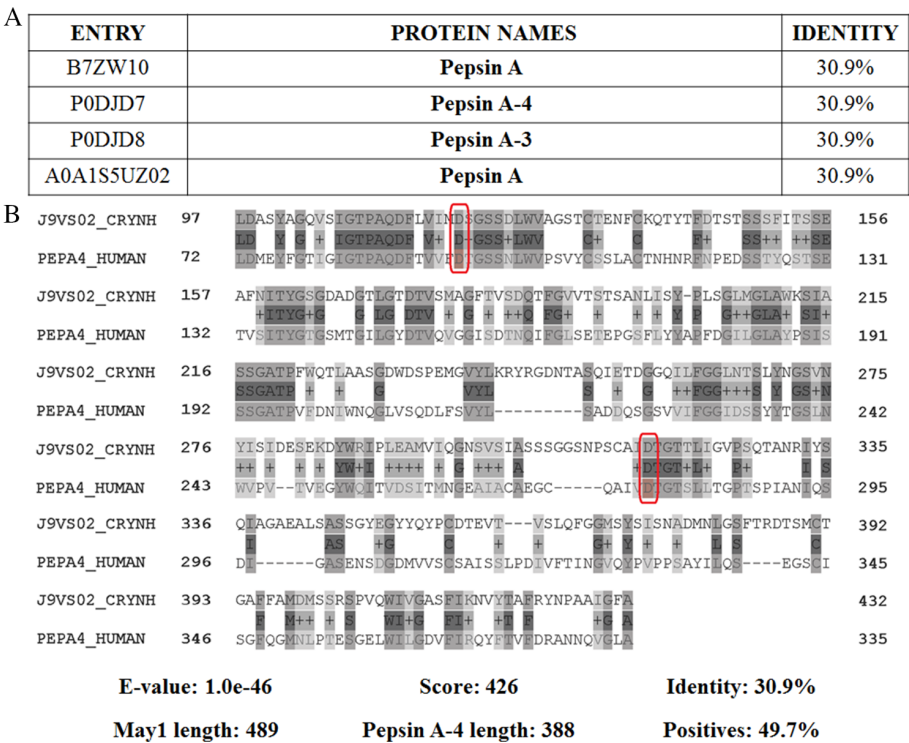 A
ENTRY PROTEIN NAMES IDENTITY
B7ZW10 Pepsin A 30.9%
P0DJD7 Pepsin A-4 30.9%
P0DJD8 Pepsin A-3 30.9%
A0A1S5UZ02 Pepsin A 30.9%
B
J9VS02_CRYNH 97 LDASYAGQVSIGTPAQDFLVIMDSGSSDLWVAGSTCTENFCKQTYTFDTSTSSSFITSSE 156
LD Y G + IGTPAQDF V+ D+GSS+LWV C+ C+ F+ SS++ ++SE
PEPA4_HUMAN 72 LDMEYFGTIGIGTPAQDFTVVFDTGSSNLWVPSVYCSSLACTNHNRFNPEDSSTYQSTSE 131
J9VS02_CRYNH 157 AFNITYGSGDADGTLGTDTVSMAGFTVSDQTFGVVTSTSANLISY-PLSGLMGLAWKSIA 215
+ITYG+G G LG DTV + G + ++Q FG+ + + + Y P G++GLA+ SI+
PEPA4_HUMAN 132 TVSITYGTGSMTGILGYDTVQVGGISDTNQIFGLSETEPGSFLYYAPFDGILGLAYPSIS 191
J9VS02_CRYNH 216 SSGATPFWQTLAASGDWDSPEMGVYLKRYRGDNTASQIETDGGQILFGGLNTSLYNGSVN 275
SSGATP + + G VYL S + G ++FGG+++S Y GS+N
PEPA4_HUMAN 192 SSGATPVFDNIWNQGLVSQDLFSVYL---------SADDQSGSVVIFGGIDSSYYTGSLN 242
J9VS02_CRYNH 276 YISIDESEKDYWRIPLEAMVIQGNSVSIASSSGGSNPSCAIDTGTTLIGVPSQTANRIYS 335
++ + YW+I ++++ + G +++ A +DTGT+L+ P+ I S
PEPA4_HUMAN 243 WVPV--TVEGYWQITVDSITMNGEAIACAEGC-----QAIVDTGTSLLTGPTSPIANIQS 295
J9VS02_CRYNH 336 QIAGAEALSASSGYEGYYQYPCDTEVT---VSLQFGGMSYSISNADMNLGSFTRDTSMCT 392
I AS +G C + + G+ Y + + L S C
PEPA4_HUMAN 296 DI------GASENSDGDMVVSCSAISSLPDIVFTINGVQYPVPPSAYILQS----EGSCI 345
J9VS02_CRYNH 393 GAFFAMDMSSRSPVQWIVGASFIRNVYTAFRYNPAAIGFA 432
F M++ + S WI+G FI+ +T F +G A
PEPA4_HUMAN 346 SGFQGMNLPTESGELWILGDVFIRQYFTVFDRANNQVGLA 335
E-value: 1.0e-46 Score: 426 Identity: 30.9%
May1 length: 489 Pepsin A-4 length: 388 Positives: 49.7%